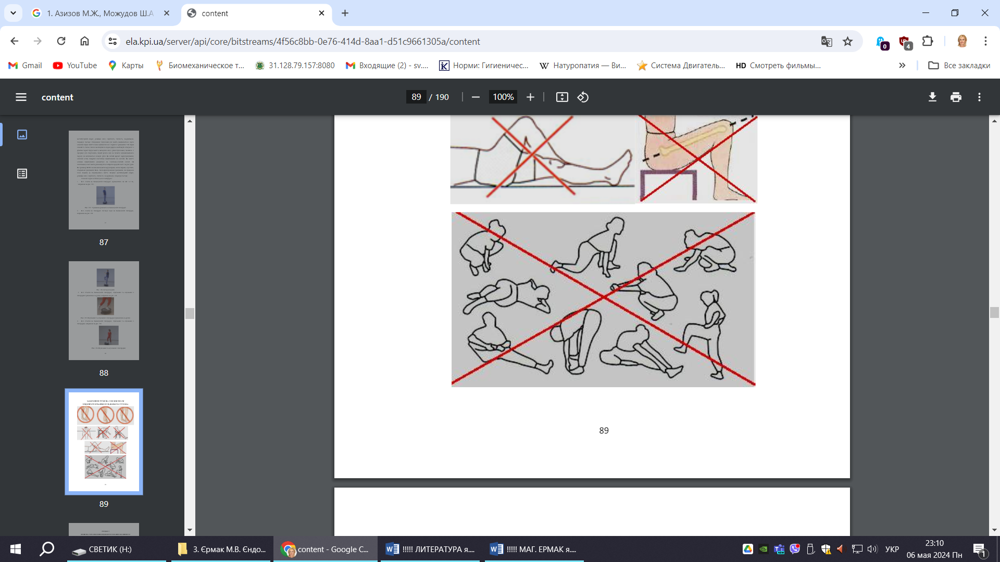 1. Азизов М.Ж., Можудов Ш.А
content
ela.kpi.ua/server/api/core/bitstreams/4f56c8bb-0e76-414d-8aa1-d51c9661305a/content
0
4
Gmail
YouTube
Карты
Биомеханическое т...
31.128.79.157:8080
Входящие (2) - sv....
Норми: Гигиеничес...
Натуропатия — Ви...
Система Двигатель...
HD Смотреть фильмы...
Все закладки
content
89 / 190
100%
87
88
89
89
СВЕТИК (H:)
3. Єрмак М.В. Єндо...
content - Google C...
!!!!! ЛИТЕРАТУРА я....
!!!!! МАГ. ЕРМАК я....
УКР
23:10
06 мая 2024 Пн
1